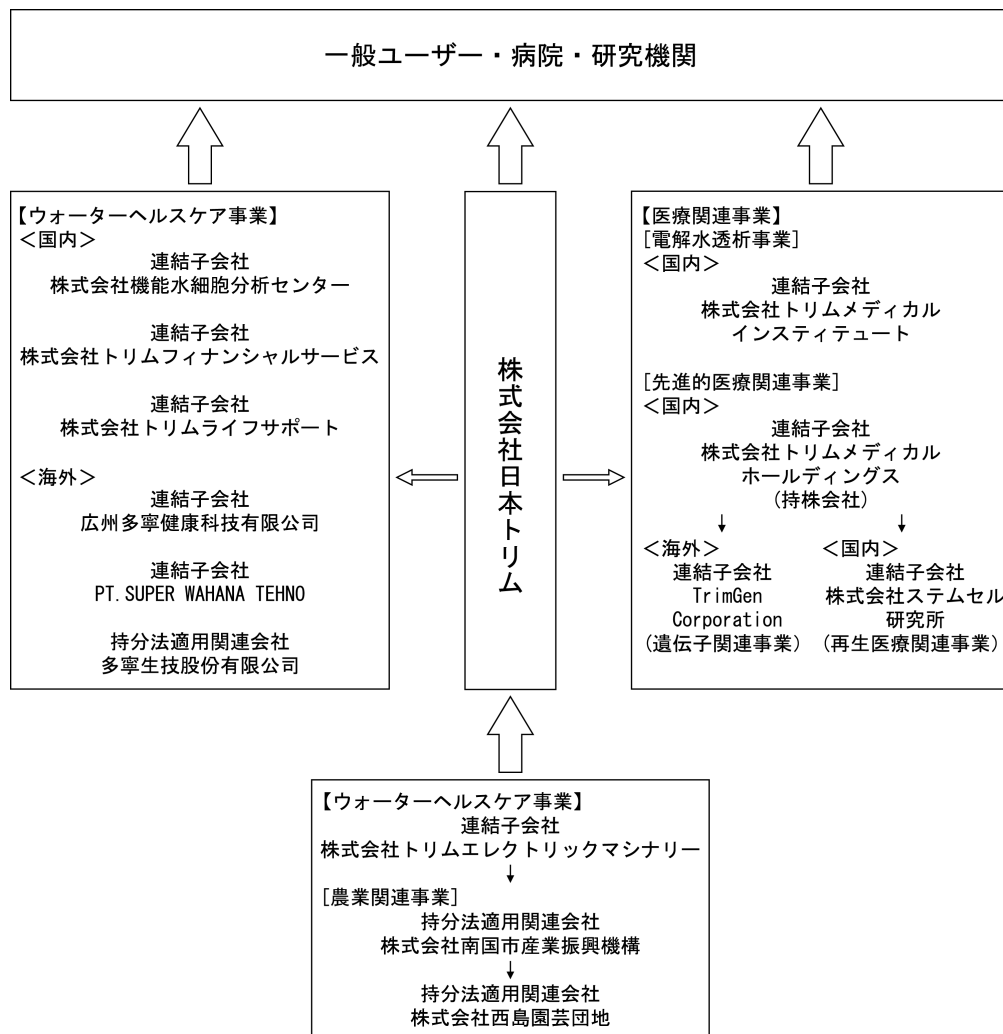 一般ユーザー・病院・研究機関
【ウォーターヘルスケア事業】
＜国内＞
連結子会社
株式会社機能水細胞分析センター
連結子会社
株式会社トリムフィナンシャルサービス
連結子会社
株式会社トリムライフサポート
＜海外＞
連結子会社
広州多寧健康科技有限公司
連結子会社
PT.SUPER WAHANA TEHNO
持分法適用関連会社
多寧生技股份有限公司
株式会社日本トリム
【医療関連事業】
[電解水透析事業]
＜国内＞
連結子会社
株式会社トリムメディカル
インスティテュート
[先進的医療関連事業]
＜国内＞
連結子会社
株式会社トリムメディカル
ホールディングス
(持株会社)
＜海外＞
連結子会社
TrimGen
Corporation
(遺伝子関連事業)
＜国内＞
連結子会社
株式会社ステムセル
研究所
(再生医療関連事業)
【ウォーターヘルスケア事業】
連結子会社
株式会社トリムエレクトリックマシナリー
[農業関連事業]
持分法適用関連会社
株式会社南国市産業振興機構
持分法適用関連会社
株式会社西島園芸団地